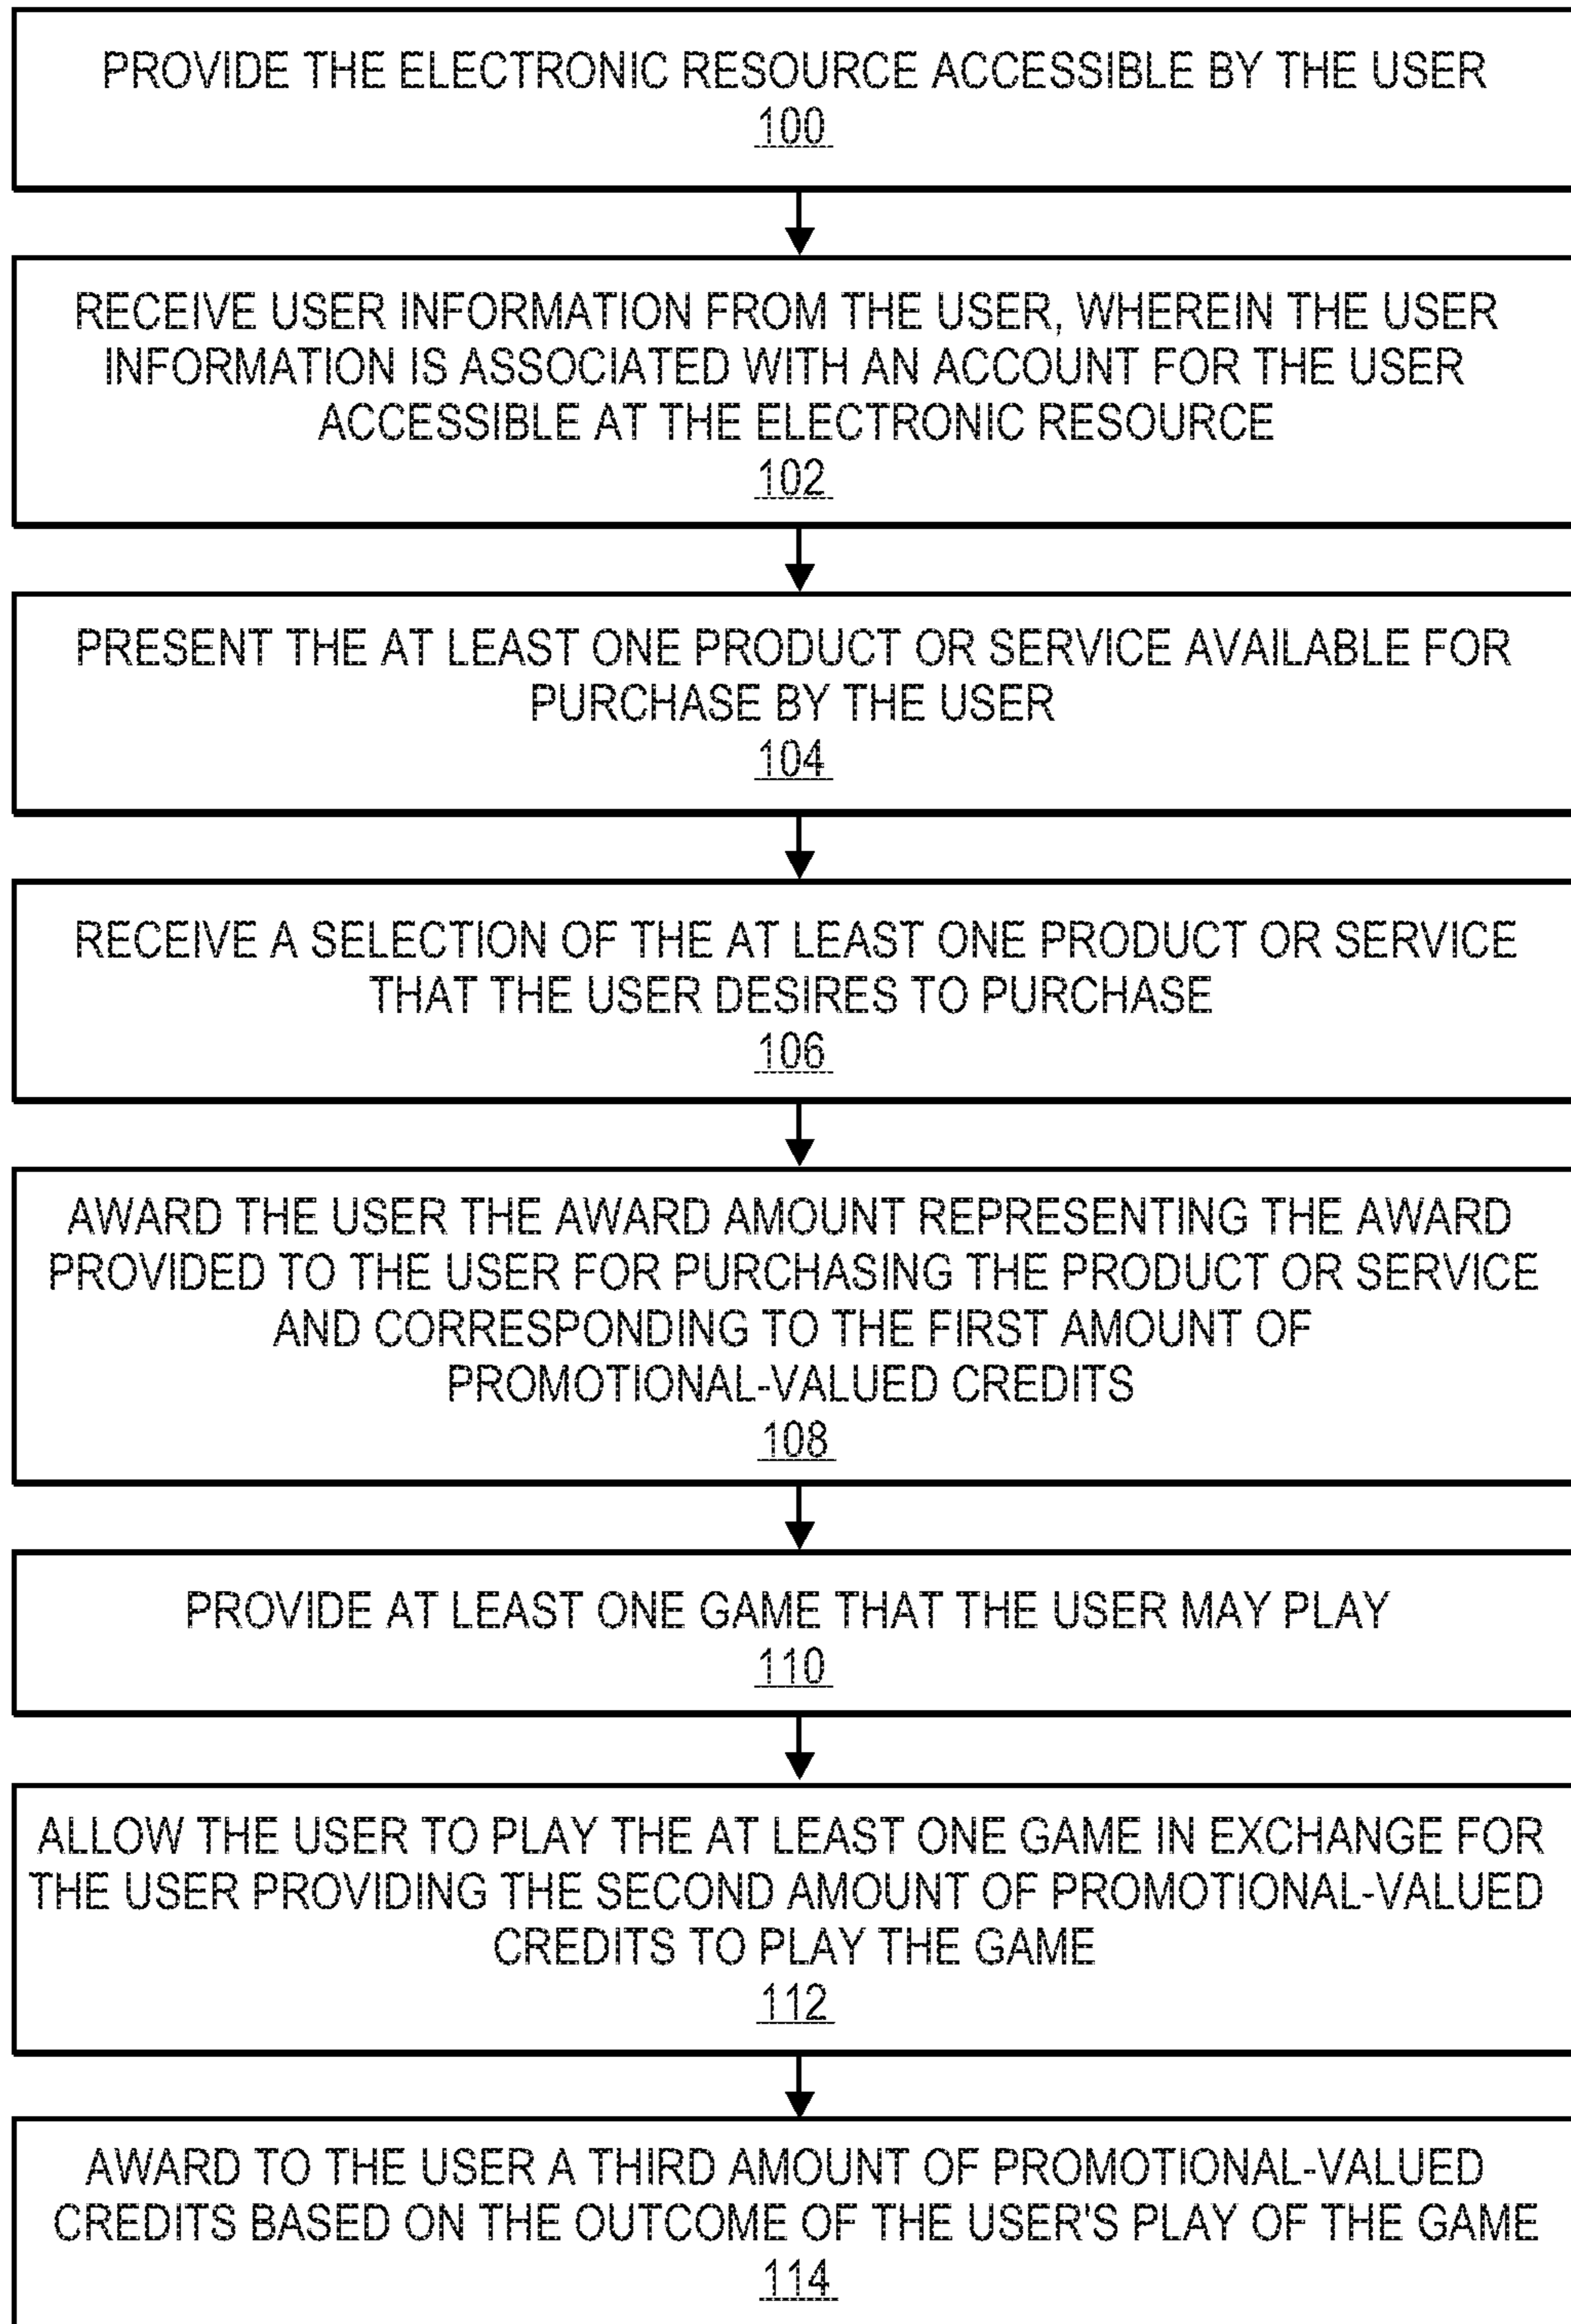 PROVIDE THE ELECTRONIC RESOURCE ACCESSIBLE BY THE USER
100
RECEIVE USER INFORMATION FROM THE USER, WHEREIN THE USER
INFORMATION IS ASSOCIATED WITH AN ACCOUNT FOR THE USER
ACCESSIBLE AT THE ELECTRONIC RESOURCE
102
PRESENT THE AT LEAST ONE PRODUCT OR SERVICE AVAILABLE FOR
PURCHASE BY THE USER
104
RECEIVE A SELECTION OF THE AT LEAST ONE PRODUCT OR SERVICE
THAT THE USER DESIRES TO PURCHASE
106
AWARD THE USER THE AWARD AMOUNT REPRESENTING THE AWARD
PROVIDED TO THE USER FOR PURCHASING THE PRODUCT OR SERVICE
AND CORRESPONDING TO THE FIRST AMOUNT OF
PROMOTIONAL-VALUED CREDITS
108
PROVIDE AT LEAST ONE GAME THAT THE USER MAY PLAY
110
ALLOW THE USER TO PLAY THE AT LEAST ONE GAME IN EXCHANGE FOR
THE USER PROVIDING THE SECOND AMOUNT OF PROMOTIONAL-VALUED
CREDITS TO PLAY THE GAME
112
AWARD TO THE USER A THIRD AMOUNT OF PROMOTIONAL-VALUED
CREDITS BASED ON THE OUTCOME OF THE USER'S PLAY OF THE GAME
114